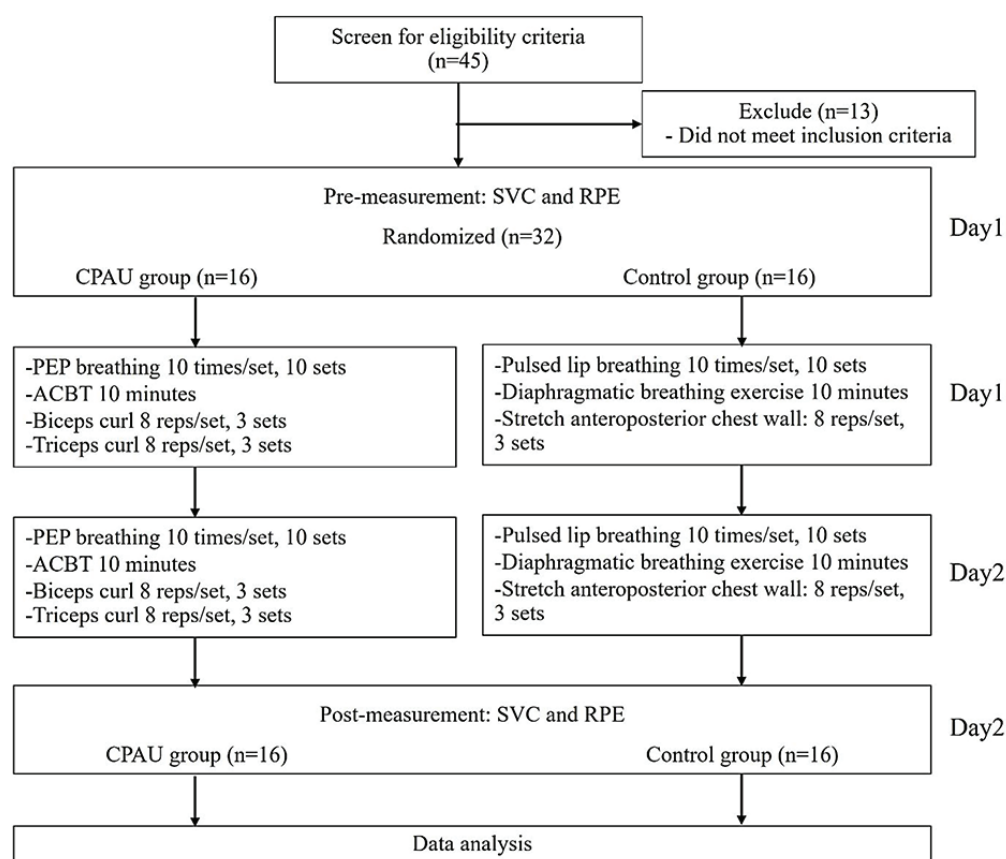 Screen for eligibility criteria
(n=45)
Exclude (n=13)
- Did not meet inclusion criteria
Pre-measurement: SVC and RPE
Randomized (n=32)
CPAU group (n=16)
Control group (n=16)
Day1
-PEP breathing 10 times/set, 10 sets
-ACBT 10 minutes
-Biceps curl 8 reps/set, 3 sets
-Triceps curl 8 reps/set, 3 sets
-Pulsed lip breathing 10 times/set, 10 sets
-Diaphragmatic breathing exercise 10 minutes
-Stretch anteroposterior chest wall: 8 reps/set,
3 sets
Day1
-PEP breathing 10 times/set, 10 sets
-ACBT 10 minutes
-Biceps curl 8 reps/set, 3 sets
-Triceps curl 8 reps/set, 3 sets
-Pulsed lip breathing 10 times/set, 10 sets
-Diaphragmatic breathing exercise 10 minutes
-Stretch anteroposterior chest wall: 8 reps/set,
3 sets
Day2
Post-measurement: SVC and RPE
CPAU group (n=16)
Control group (n=16)
Day2
Data analysis